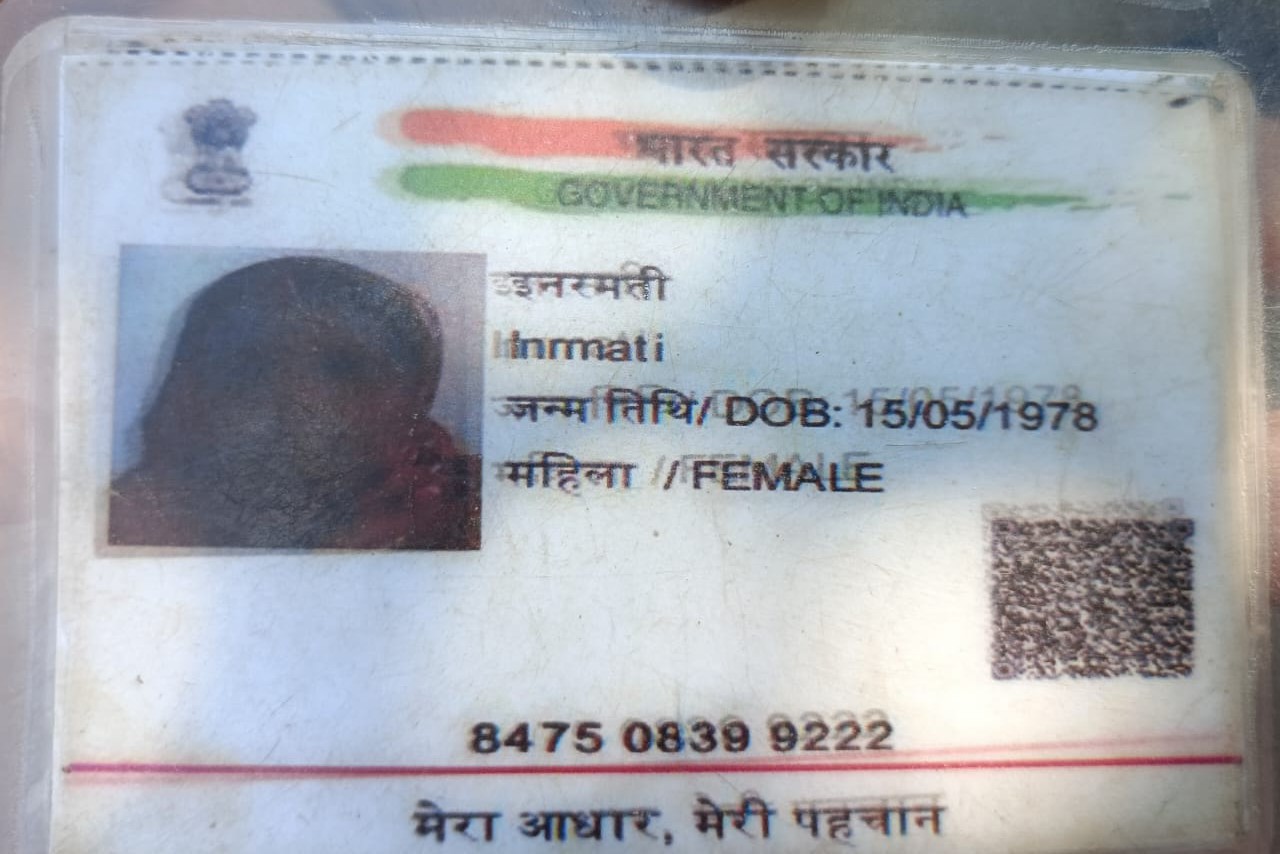 भारत सरकार
GOVERNMENT OF INDIA
इनरमती
Inrmati
जन्म तिथि/ DOB: 15/05/1978
महिला / FEMALE
8475 0839 9222
मेरा आधार, मेरी पहचान